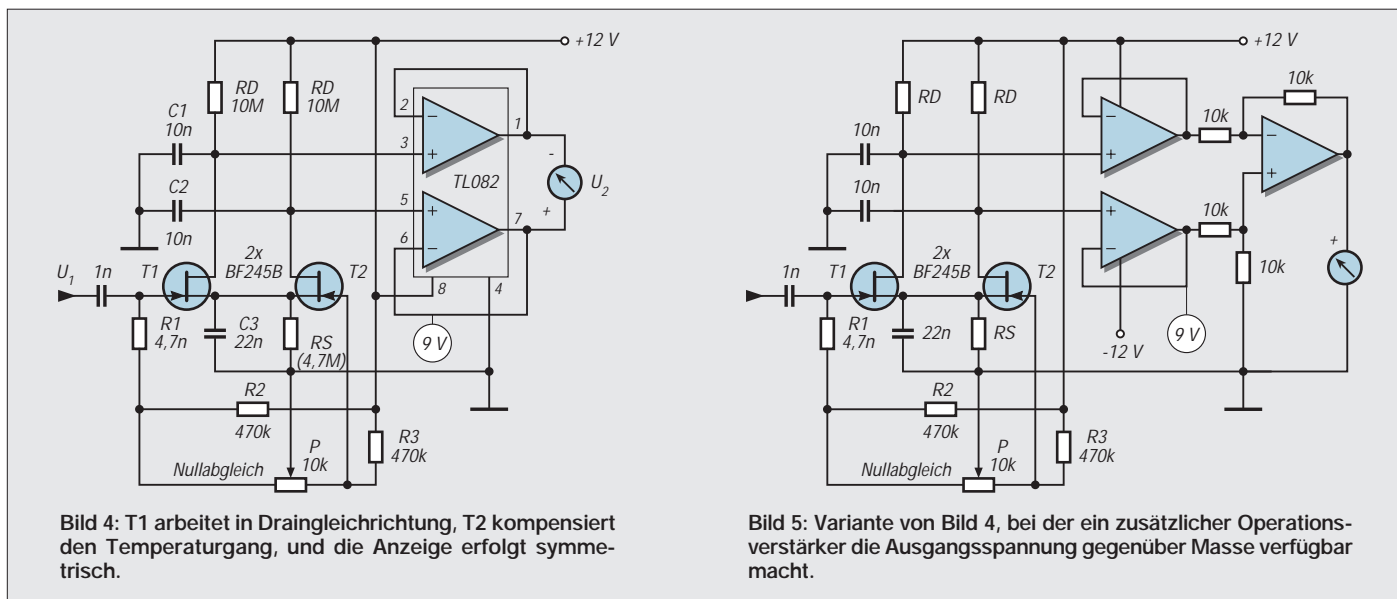 +12 V
RD
10M
RD
10M
C1
10n
2
−
1
3
+
-
TL082
U2
C2
5
+
7
+
10n
6
−
2x
BF245B
U1
1n
T1
T2
8
4
R1
4,7n
C3
22n
RS
(4,7M)
9 V
R2
470k
R3
470k
P
10k
Nullabgleich
Bild 4: T1 arbeitet in Draingleichrichtung, T2 kompensiert
den Temperaturgang, und die Anzeige erfolgt symme-
trisch.
+12 V
RD
RD
10k
−
+
10k
−
+
10n
10n
+
−
10k
10k
+
2x
BF245B
1n
T1
T2
-12 V
9 V
R1
4,7n
22n
RS
R2
470k
R3
470k
P
10k
Nullabgleich
Bild 5: Variante von Bild 4, bei der ein zusätzlicher Operations-
verstärker die Ausgangsspannung gegenüber Masse verfügbar
macht.